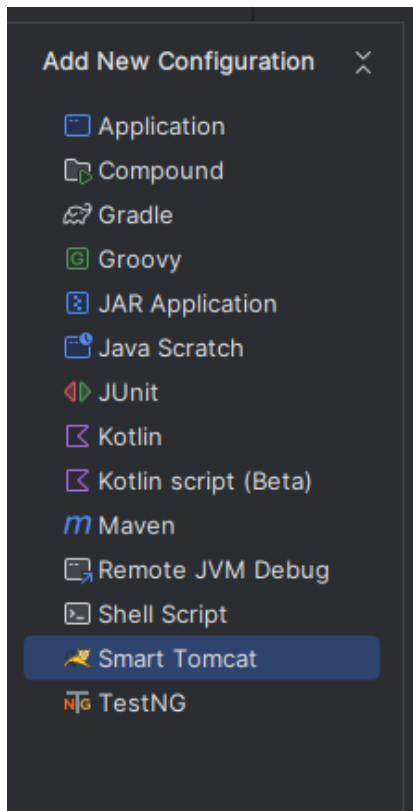 Add New Configuration
Application
Compound
Gradle
G Groovy
JAR Application
Java Scratch
JUnit
Kotlin
Kotlin script (Beta)
m Maven
Remote JVM Debug
Shell Script
Smart Tomcat
NTG TestNG